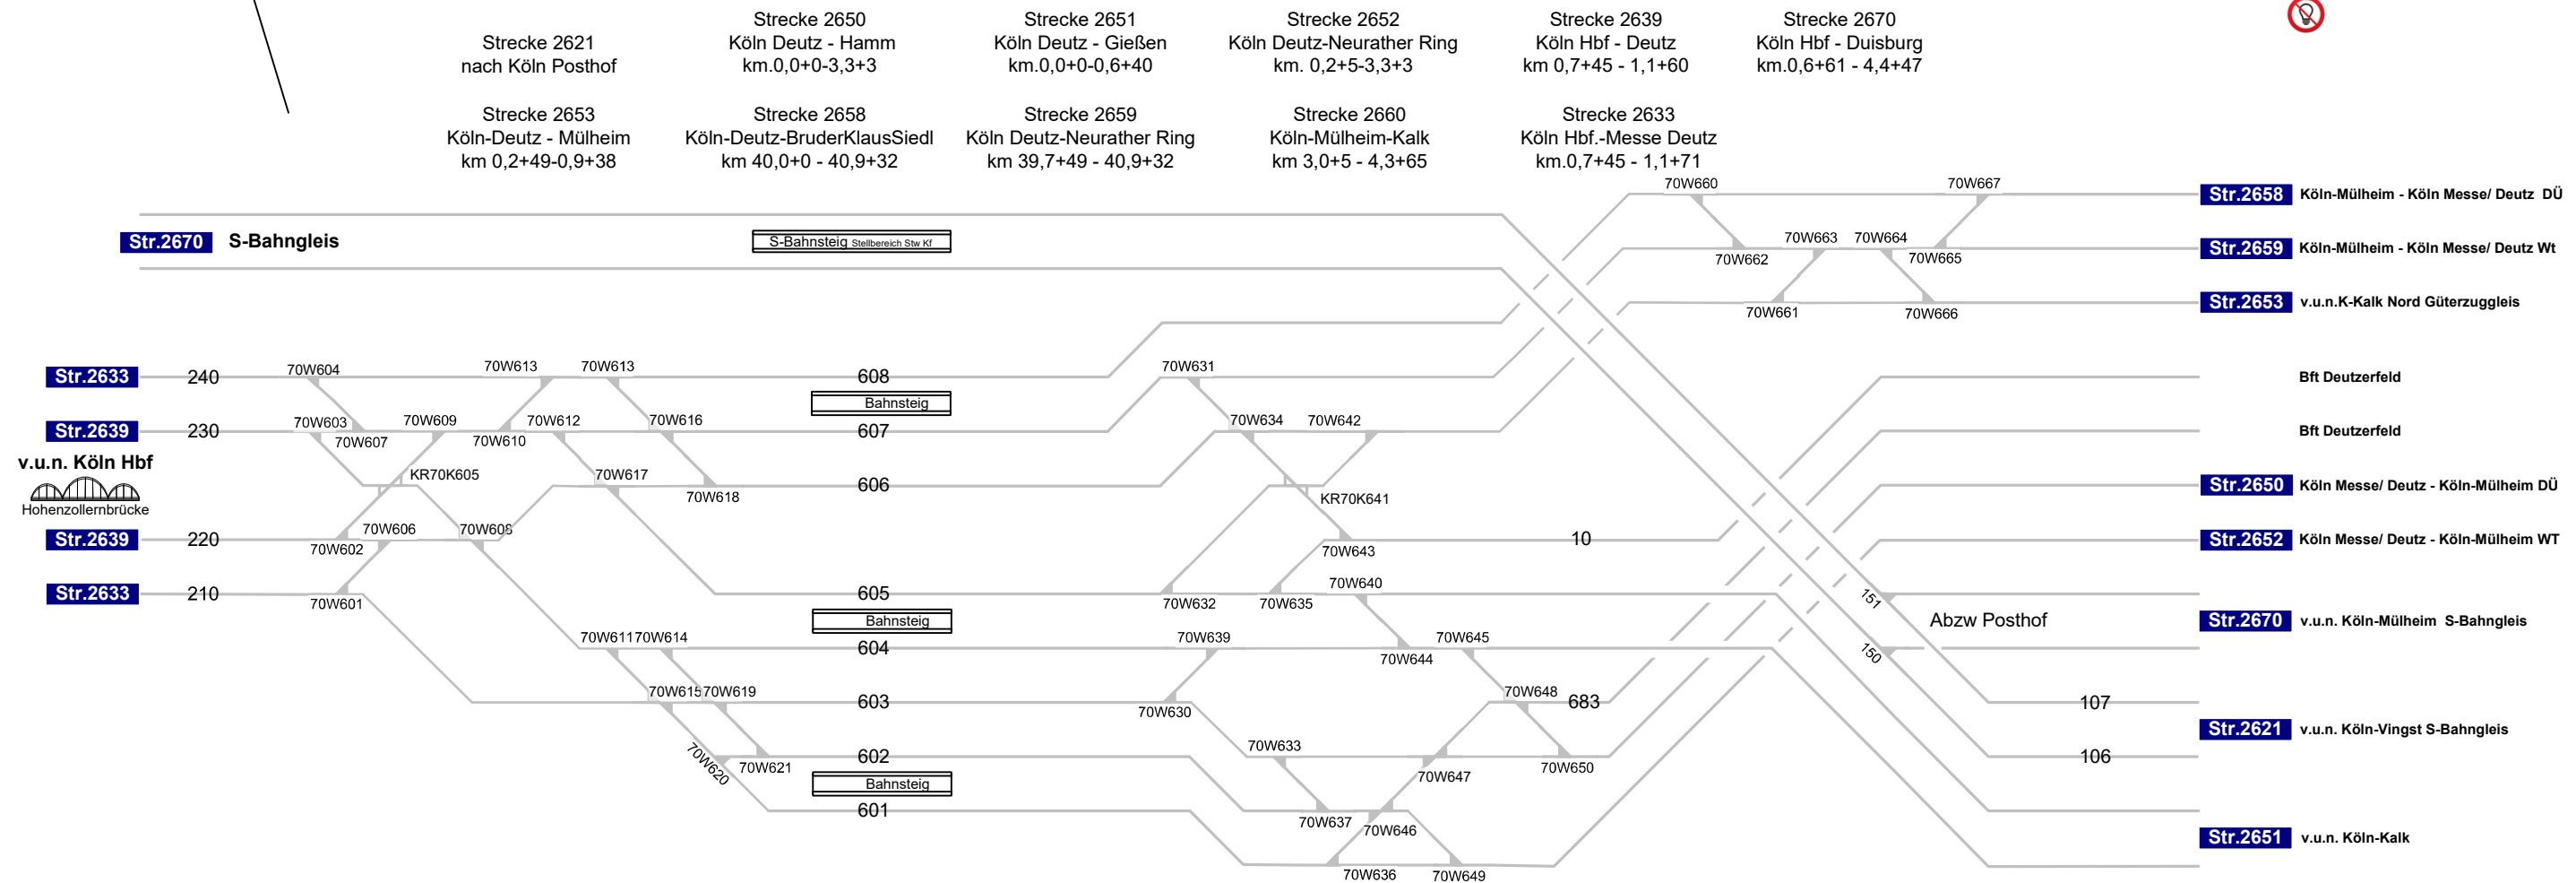 Strecke 2621
nach Köln Posthof
Strecke 2650
Köln Deutz - Hamm
km.0,0+0-3,3+3
Strecke 2651
Köln Deutz - Gießen
km.0,0+0-0,6+40
Strecke 2652
Köln Deutz-Neurather Ring
km. 0,2+5-3,3+3
Strecke 2639
Köln Hbf - Deutz
km 0,7+45 - 1,1+60
Strecke 2670
Köln Hbf - Duisburg
km.0,6+61 - 4,4+47
Strecke 2653
Köln-Deutz - Mülheim
km 0,2+49-0,9+38
Strecke 2658
Köln-Deutz-BruderKlausSiedl
km 40,0+0 - 40,9+32
Strecke 2659
Köln Deutz-Neurather Ring
km 39,7+49 - 40,9+32
Strecke 2660
Köln-Mülheim-Kalk
km 3,0+5 - 4,3+65
Strecke 2633
Köln Hbf.-Messe Deutz
km.0,7+45 - 1,1+71
70W660
70W667
Str.2658 Köln-Mülheim - Köln Messe/ Deutz DÜ
Str.2670 S-Bahngleis
S-Bahnsteig Stellbereich Stw Kf
70W663
70W664
70W662
70W665
Str.2659 Köln-Mülheim - Köln Messe/ Deutz Wt
70W661
70W666
Str.2653 v.u.n.K-Kalk Nord Güterzuggleis
Str.2633
240
70W604
70W613
70W613
608
70W631
Bft Deutzerfeld
Bahnsteig
Str.2639
230
70W603
70W607
70W609
70W610
70W612
70W616
607
70W634
70W642
Bft Deutzerfeld
v.u.n. Köln Hbf
Hohenzollernbrücke
KR70K605
70W617
70W618
606
KR70K641
Str.2650 Köln Messe/ Deutz - Köln-Mülheim DÜ
Str.2639
220
70W602
70W606
70W608
70W643
10
Str.2652 Köln Messe/ Deutz - Köln-Mülheim WT
Str.2633
210
70W601
605
70W632
70W635
70W640
151
Bahnsteig
Abzw Posthof
Str.2670 v.u.n. Köln-Mülheim S-Bahngleis
70W611
70W614
604
70W639
70W644
70W645
150
70W615
70W619
603
70W630
70W648
683
107
Str.2621 v.u.n. Köln-Vingst S-Bahngleis
70W620
70W621
602
70W633
70W647
70W650
106
Bahnsteig
601
70W637
70W646
Str.2651 v.u.n. Köln-Kalk
70W636
70W649